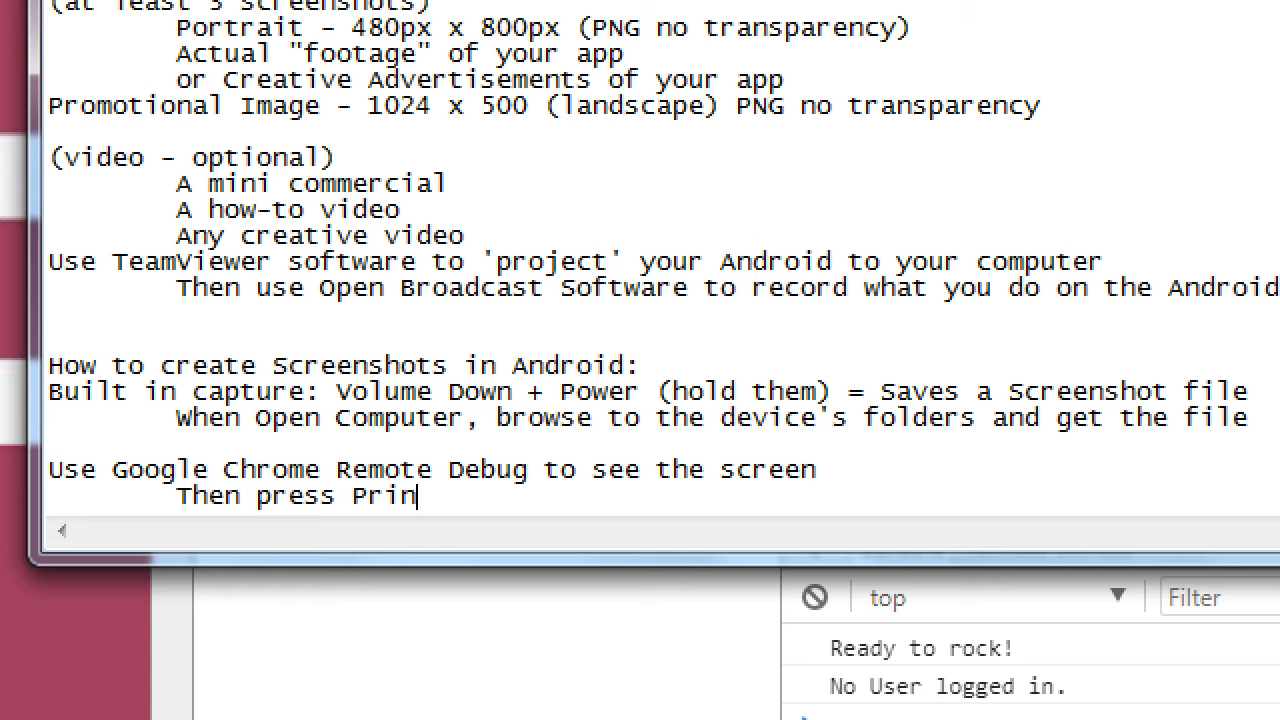 (at least 3 screenshots)
Portrait - 480px x 800px (PNG no transparency)
Actual "footage" of your app
or Creative Advertisements of your app
Promotional Image - 1024 x 500 (landscape) PNG no transparency
(video - optional)
A mini commercial
A how-to video
Any creative video
Use TeamViewer software to 'project' your Android to your computer
Then use Open Broadcast Software to record what you do on the Android
How to create Screenshots in Android:
Built in capture: Volume Down + Power (hold them) = Saves a Screenshot file
When Open Computer, browse to the device's folders and get the file
Use Google Chrome Remote Debug to see the screen
Then press Prin
top
Filter
Ready to rock!
No User logged in.